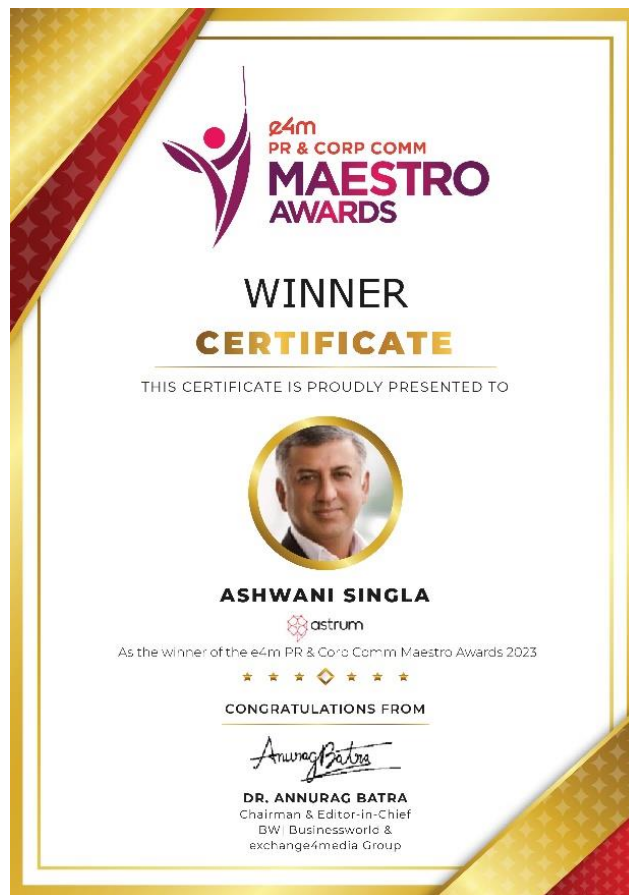 e4m
PR & CORP COMM
MAESTRO
AWARDS
WINNER
CERTIFICATE
THIS CERTIFICATE IS PROUDLY PRESENTED TO
ASHWANI SINGLA
astrum
As the winner of the e4m PR & Corp Comm Maestro Awards 2023
CONGRATULATIONS FROM
Anurag Batra
DR. ANNURAG BATRA
Chairman & Editor-in-Chief
BW| Businessworld &
exchange4media Group